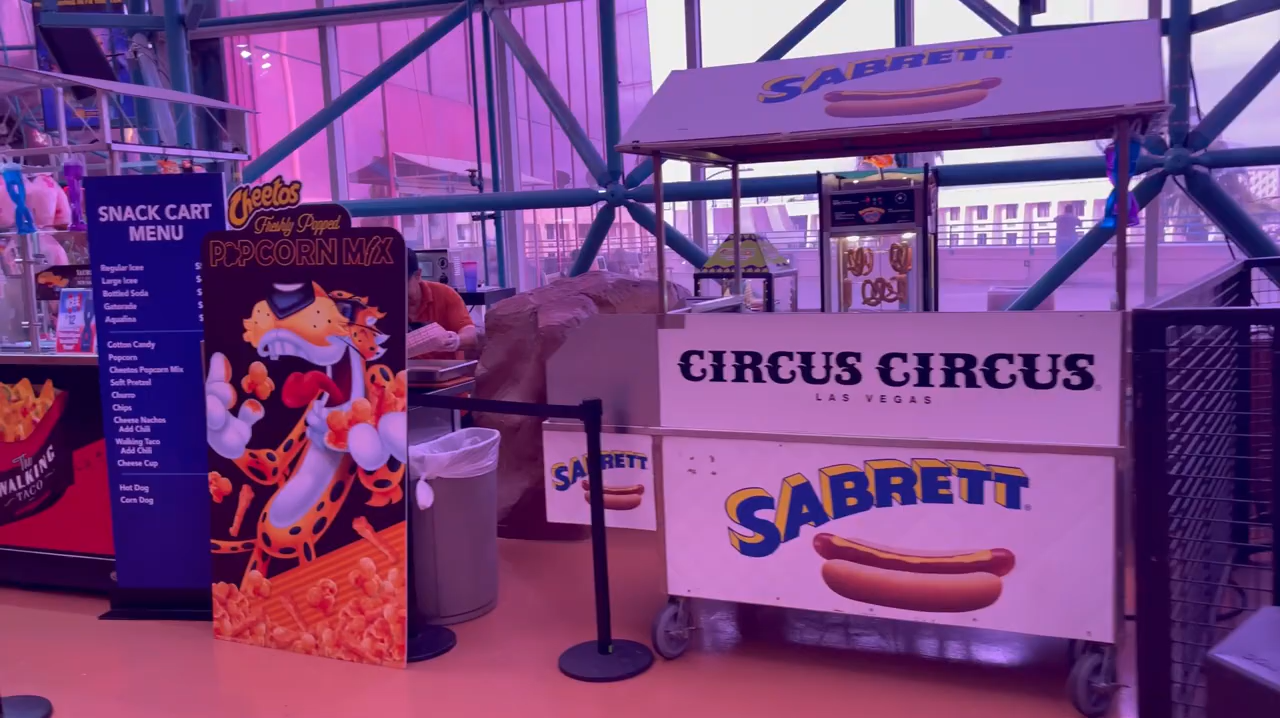 SABRETT
SNACK CART
MENU
Regular Icee
Large Icee
Bottled Soda
Gatorade
Aquafina
Cotton Candy
Popcorn
Cheetos Popcorn Mix
Soft Pretzel
Churro
Chips
Cheese Nachos
Add Chili
Walking Taco
Add Chili
Cheese Cup
Hot Dog
Corn Dog
Cheetos
Freshly Popped
POPCORN MIX
THE
WALKING
TACO
CIRCUS CIRCUS
LAS VEGAS
SABRETT
SABRETT